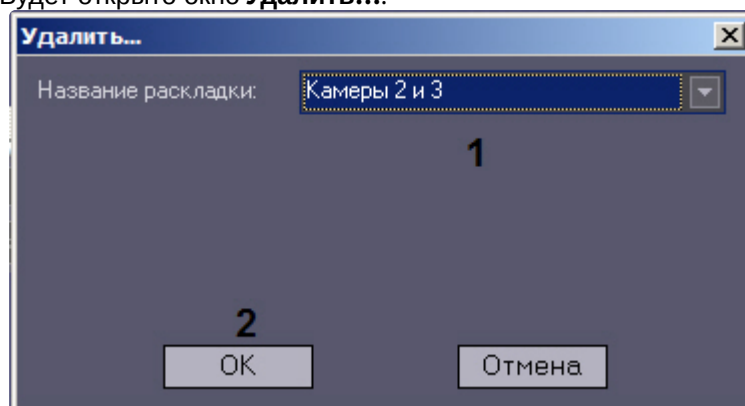 Будет открыто окно Удалить...
Удалить...
Название раскладки: Камеры 2 и 3
1
2
OK Отмена